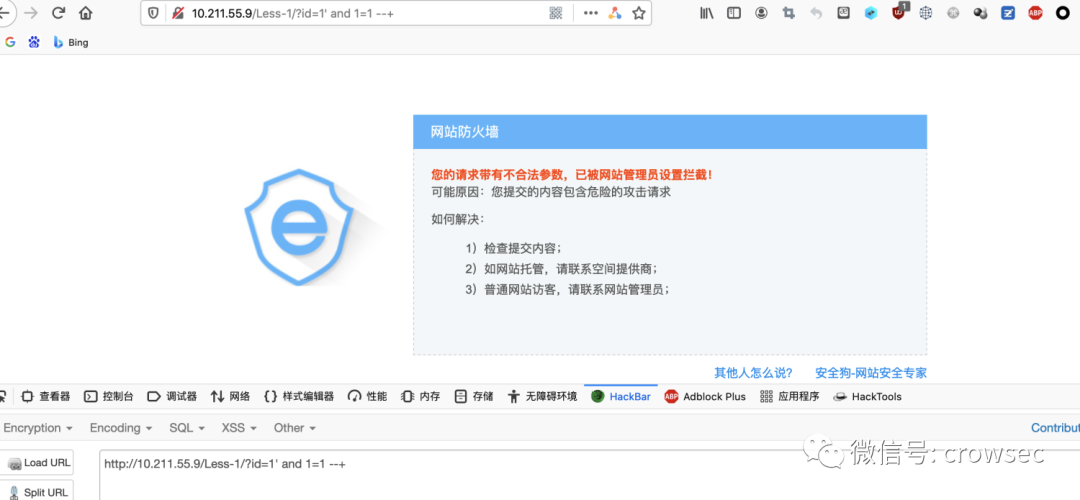 10.211.55.9/Less-1/?id=1' and 1=1 --+
1
ABP
G Bing
网站防火墙
您的请求带有不合法参数，已被网站管理员设置拦截！
可能原因：您提交的内容包含危险的攻击请求
如何解决：
1）检查提交内容；
2）如网站托管，请联系空间提供商；
3）普通网站访客，请联系网站管理员；
其他人怎么说? 安全狗-网站安全专家
查看器 控制台 调试器 网络 样式编辑器 性能 内存 存储 无障碍环境 HackBar ABP Adblock Plus 应用程序 HackTools
Encryption Encoding SQL XSS Other Contribut
Load URL http://10.211.55.9/Less-1/?id=1' and 1=1 --+
微信号: crowsec
Split URL